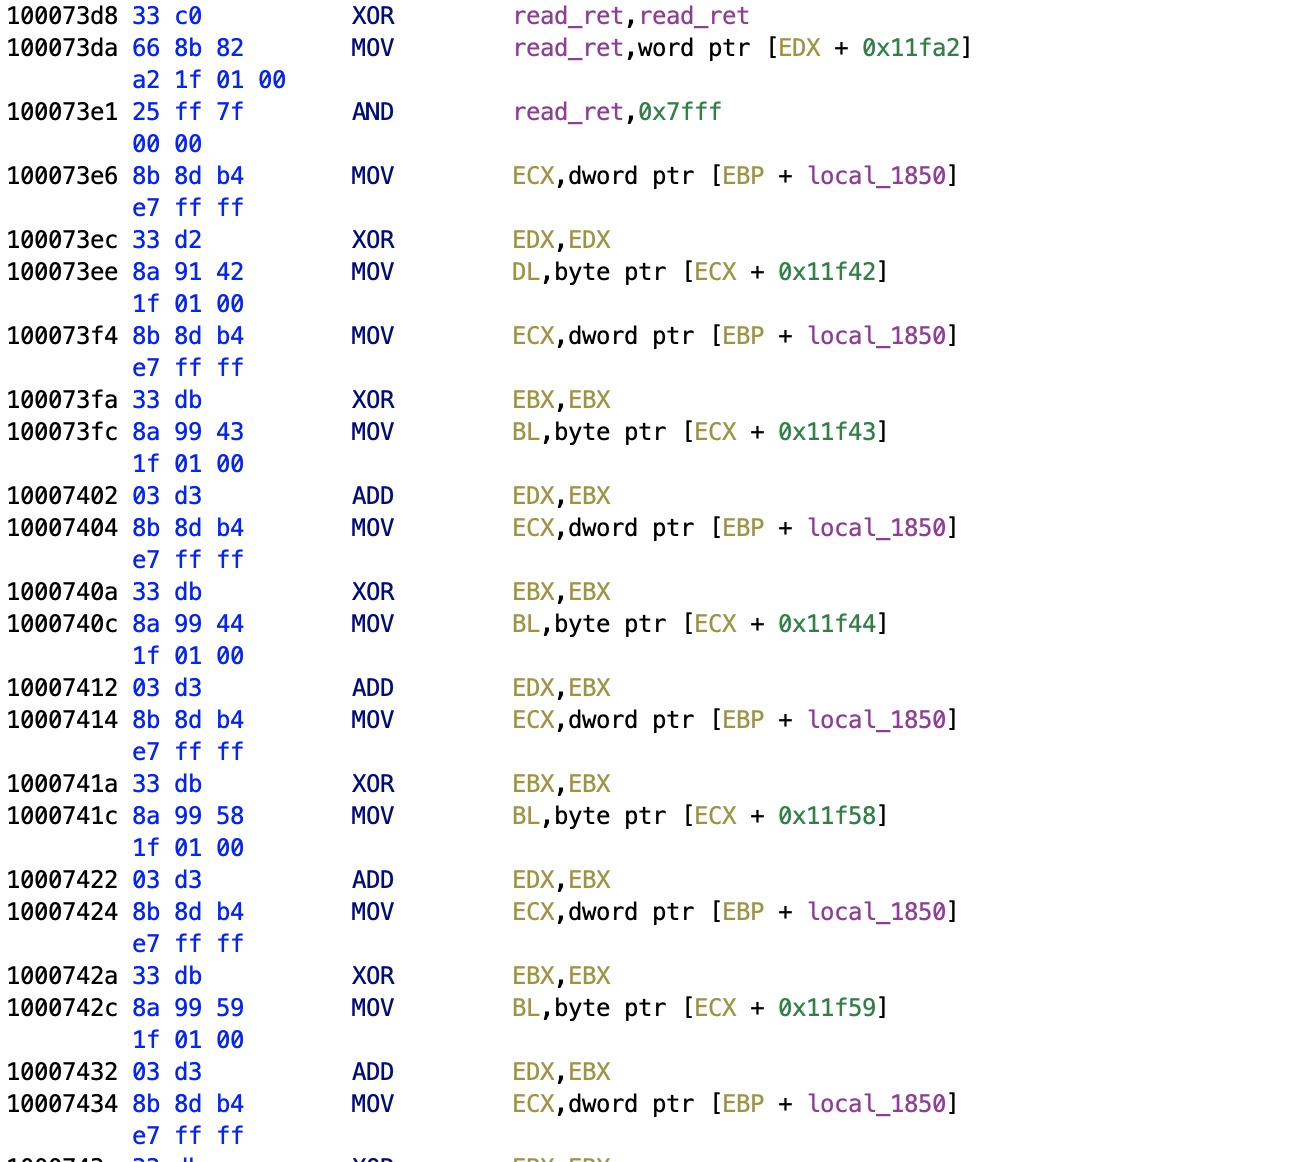 100073d8 33 c0 XOR read_ret,read_ret
100073da 66 8b 82 MOV read_ret,word ptr [EDX + 0x11fa2]
a2 1f 01 00
100073e1 25 ff 7f AND read_ret,0x7fff
00 00
100073e6 8b 8d b4 MOV ECX,dword ptr [EBP + local_1850]
e7 ff ff
100073ec 33 d2 XOR EDX,EDX
100073ee 8a 91 42 MOV DL,byte ptr [ECX + 0x11f42]
1f 01 00
100073f4 8b 8d b4 MOV ECX,dword ptr [EBP + local_1850]
e7 ff ff
100073fa 33 db XOR EBX,EBX
100073fc 8a 99 43 MOV BL,byte ptr [ECX + 0x11f43]
1f 01 00
10007402 03 d3 ADD EDX,EBX
10007404 8b 8d b4 MOV ECX,dword ptr [EBP + local_1850]
e7 ff ff
1000740a 33 db XOR EBX,EBX
1000740c 8a 99 44 MOV BL,byte ptr [ECX + 0x11f44]
1f 01 00
10007412 03 d3 ADD EDX,EBX
10007414 8b 8d b4 MOV ECX,dword ptr [EBP + local_1850]
e7 ff ff
1000741a 33 db XOR EBX,EBX
1000741c 8a 99 58 MOV BL,byte ptr [ECX + 0x11f58]
1f 01 00
10007422 03 d3 ADD EDX,EBX
10007424 8b 8d b4 MOV ECX,dword ptr [EBP + local_1850]
e7 ff ff
1000742a 33 db XOR EBX,EBX
1000742c 8a 99 59 MOV BL,byte ptr [ECX + 0x11f59]
1f 01 00
10007432 03 d3 ADD EDX,EBX
10007434 8b 8d b4 MOV ECX,dword ptr [EBP + local_1850]
e7 ff ff